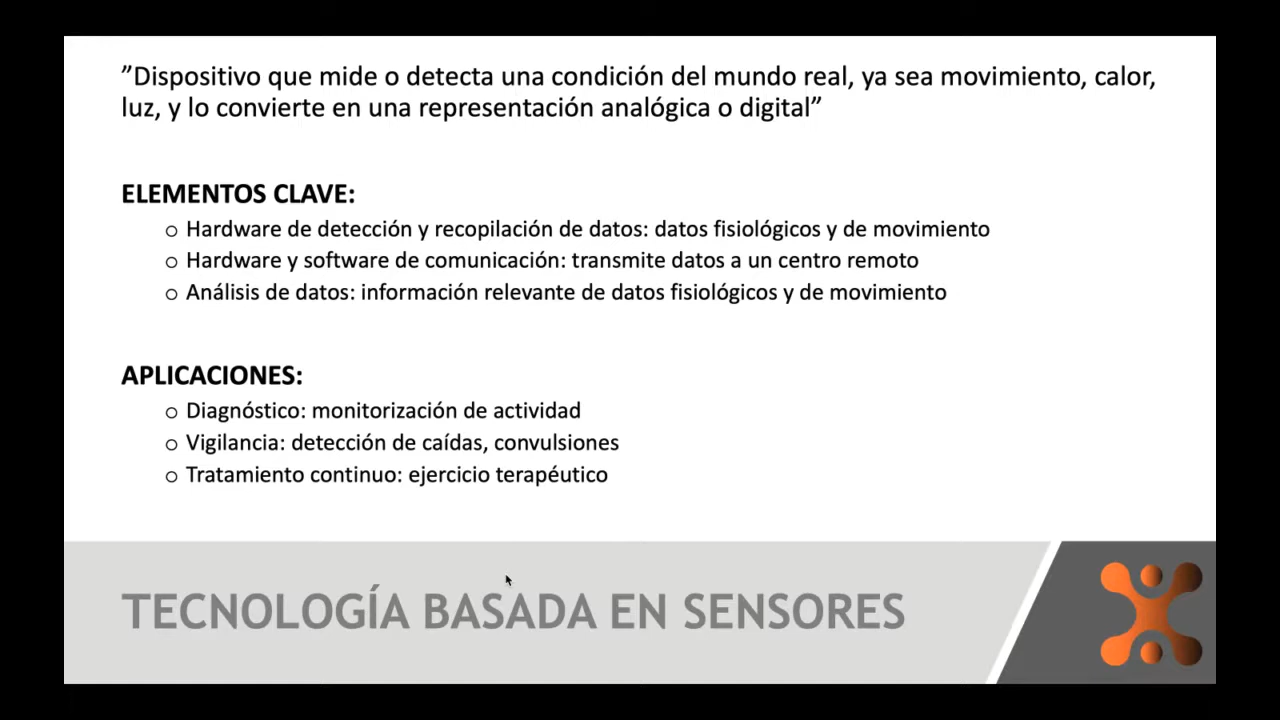 ”Dispositivo que mide o detecta una condición del mundo real, ya sea movimiento, calor,
luz, y lo convierte en una representación analógica o digital”
ELEMENTOS CLAVE:
o Hardware de detección y recopilación de datos: datos fisiológicos y de movimiento
o Hardware y software de comunicación: transmite datos a un centro remoto
o Análisis de datos: información relevante de datos fisiológicos y de movimiento
APLICACIONES:
o Diagnóstico: monitorización de actividad
o Vigilancia: detección de caídas, convulsiones
o Tratamiento continuo: ejercicio terapéutico
TECNOLOGÍA BASADA EN SENSORES